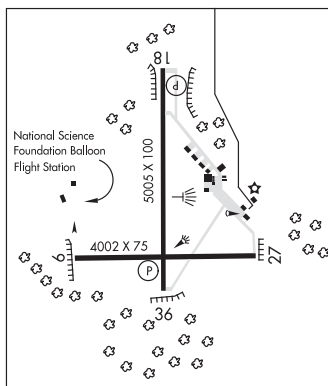 18
P
National Science
Foundation Balloon
Flight Station
5005 X 100
4002 X 75
9
P
27
36